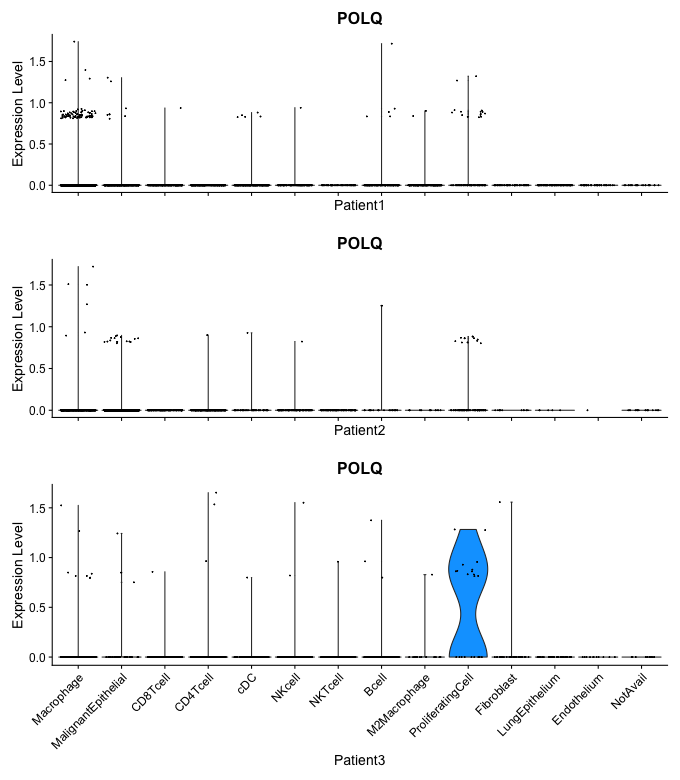 POLQ
Expression Level
1.5
1.0
0.5
0.0
Patient1
POLQ
Expression Level
1.5
1.0
0.5
0.0
Patient2
POLQ
Expression Level
1.5
1.0
0.5
0.0
Macrophage
MalignantEpithelial
CD8Tcell
CD4Tcell
cDC
NKcell
NKTcell
Bcell
M2Macrophage
ProliferatingCell
Fibroblast
LungEpithelium
Endothelium
NotAvail
Patient3